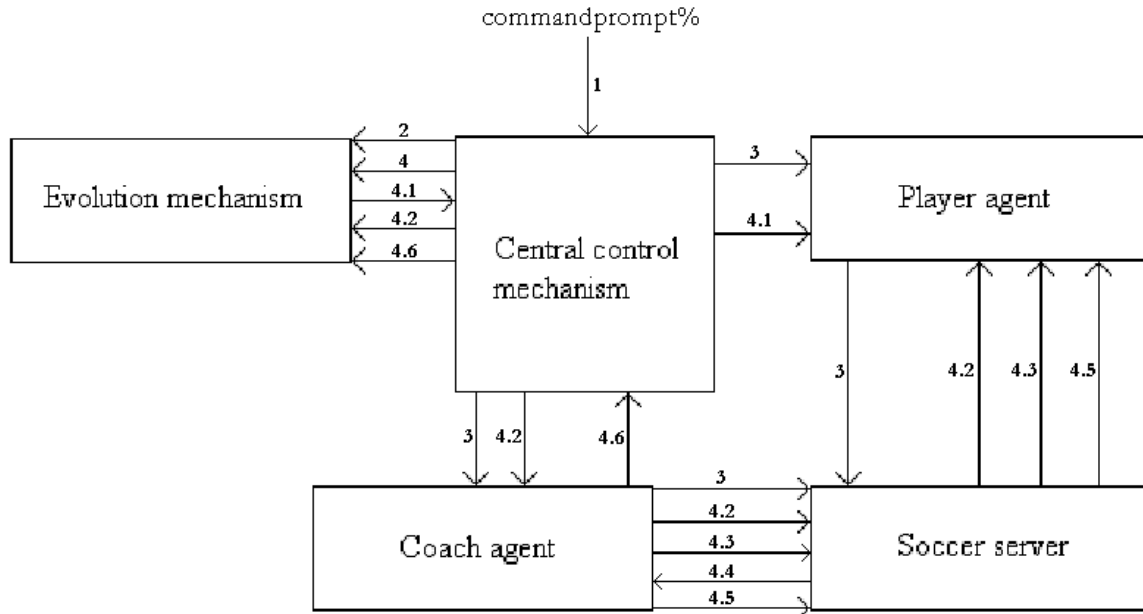 commandprompt%
1
2
4
4.1
4.2
4.6
Evolution mechanism
Central control
mechanism
3
4.1
Player agent
3
4.2
4.6
3
4.2
4.3
4.5
Coach agent
3
4.2
4.3
4.4
4.5
Soccer server